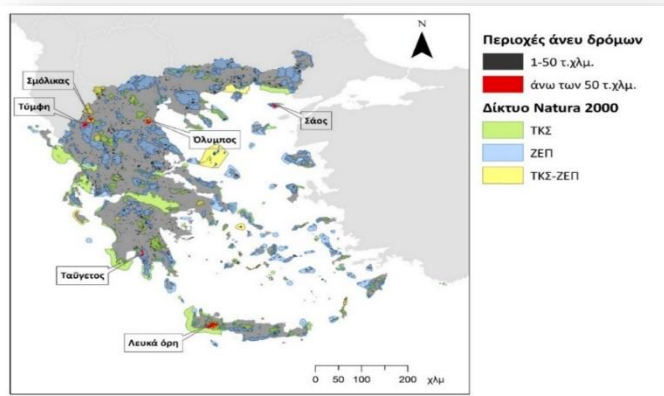 Σμόλικας
Τύμφη
Όλυμπος
Σάος
Ταΰγετος
Λευκά όρη
N
0 50 100 200 χλμ
Περιοχές άνευ δρόμων
1-50 τ.χλμ.
άνω των 50 τ.χλμ.
Δίκτυο Natura 2000
ΤΚΣ
ΖΕΠ
ΤΚΣ-ΖΕΠ